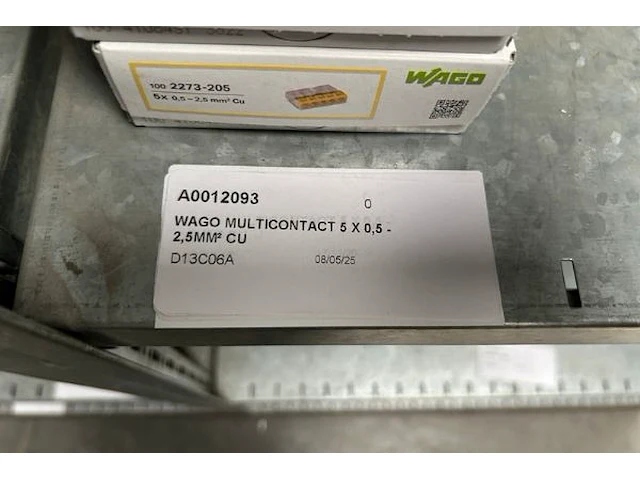 100 2273-205
5x 0,5-2,5 mm² Cu
WAGO
A0012093
0
WAGO MULTICONTACT 5 X 0,5 -
2,5MM² CU
D13C06A
08/05/25